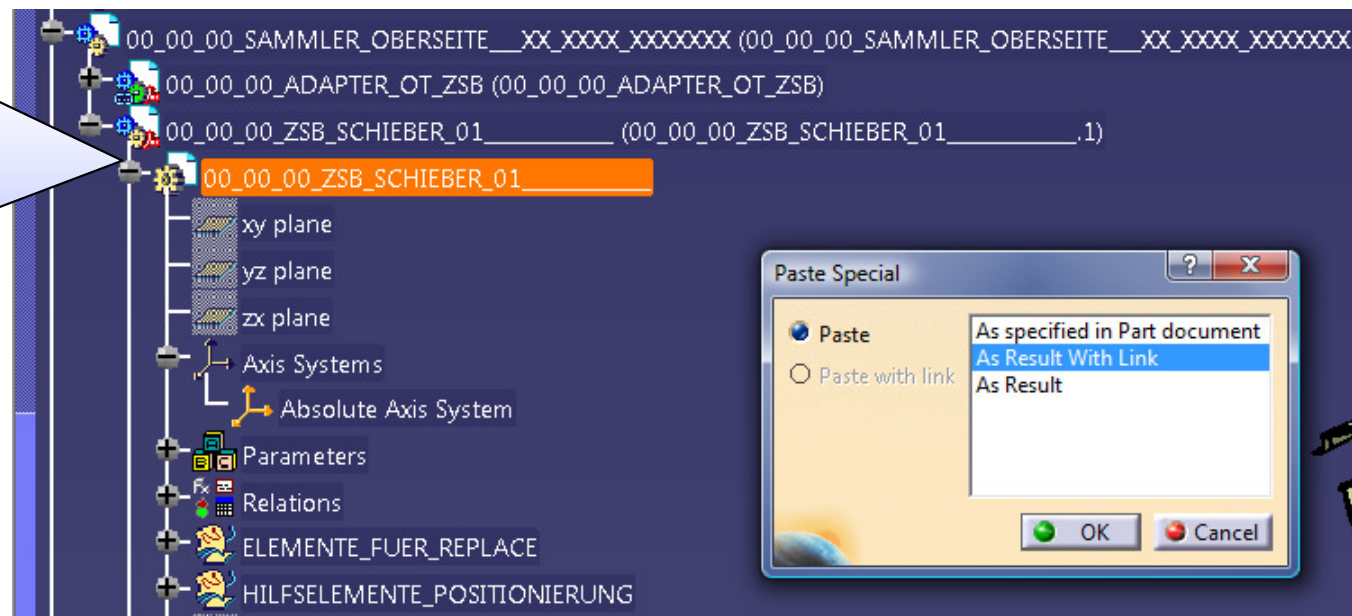 00_00_00_SAMMLER_OBERSEITE___XX_XXXX_XXXXXXX (00_00_00_SAMMLER_OBERSEITE___XX_XXXX_XXXXXXX
00_00_00_ADAPTER_OT_ZSB (00_00_00_ADAPTER_OT_ZSB)
00_00_00_ZSB_SCHIEBER_01__________ (00_00_00_ZSB_SCHIEBER_01__________.1)
00_00_00_ZSB_SCHIEBER_01__________
xy plane
yz plane
zx plane
Axis Systems
Absolute Axis System
Parameters
Relations
ELEMENTE_FUER_REPLACE
HILFSELEMENTE_POSITIONIERUNG
Paste Special
Paste
Paste with link
As specified in Part document
As Result With Link
As Result
OK
Cancel